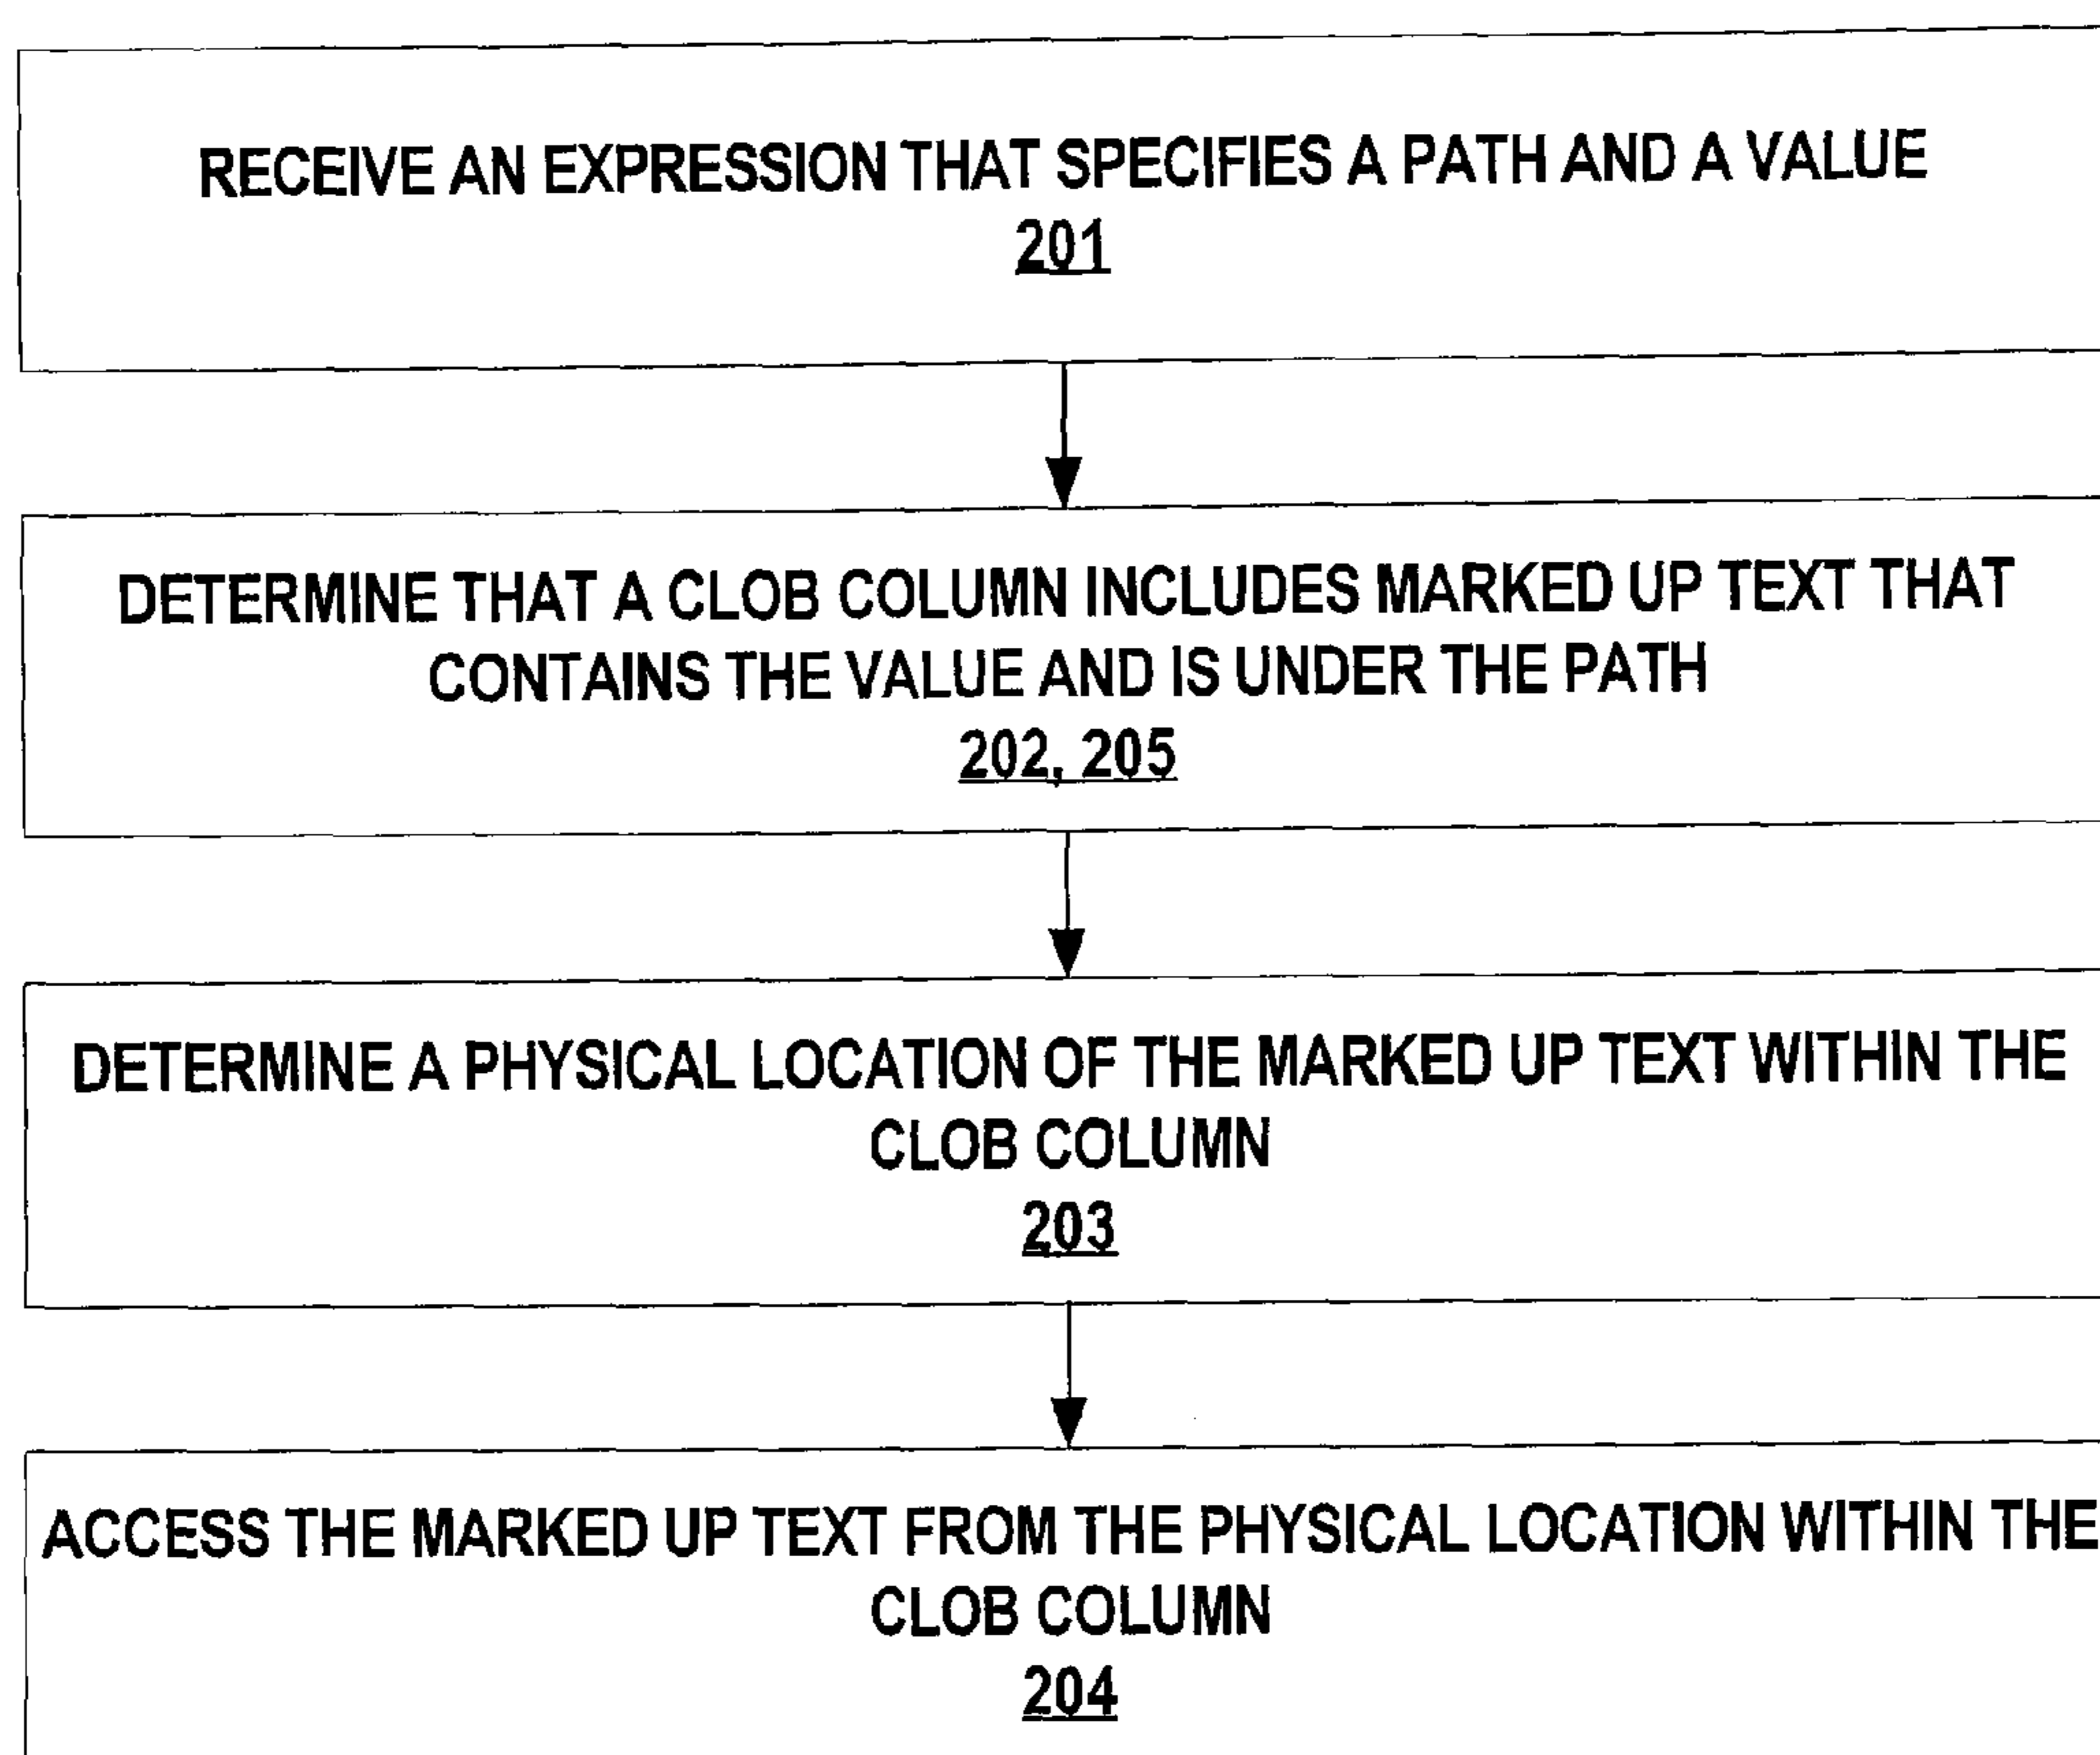 RECEIVE AN EXPRESSION THAT SPECIFIES A PATH AND A VALUE
201
DETERMINE THAT A CLOB COLUMN INCLUDES MARKED UP TEXT THAT
CONTAINS THE VALUE AND IS UNDER THE PATH
202, 205
DETERMINE A PHYSICAL LOCATION OF THE MARKED UP TEXT WITHIN THE
CLOB COLUMN
203
ACCESS THE MARKED UP TEXT FROM THE PHYSICAL LOCATION WITHIN THE
CLOB COLUMN
204